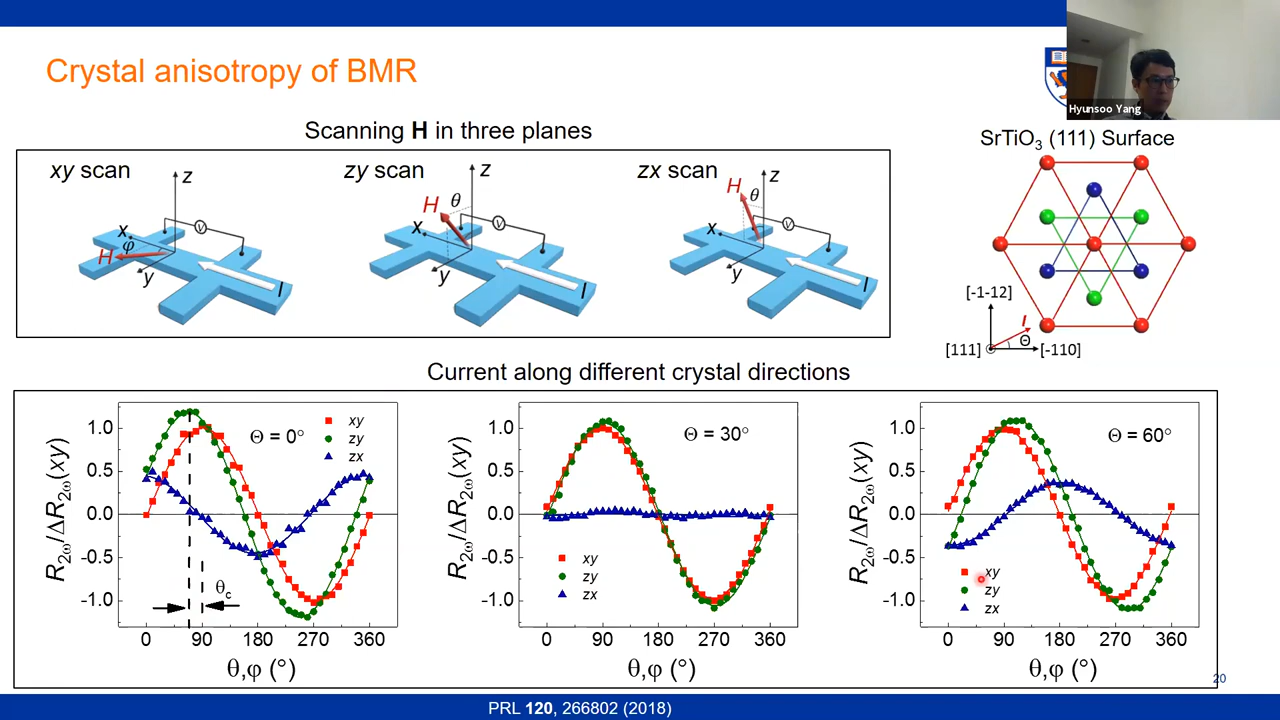 Crystal anisotropy of BMR
Hyunsoo Yang
Scanning H in three planes
SrTiO3 (111) Surface
xy scan
z
x
φ
H
y
V
I
zy scan
z
θ
H
x
y
V
I
zx scan
z
θ
H
x
y
V
I
[-1-12]
I
Θ
[111]
[-110]
Current along different crystal directions
R2ω/ΔR2ω(xy)
1.0
0.5
0.0
-0.5
-1.0
Θ = 0°
xy
zy
zx
θc
0 90 180 270 360
θ,φ (°)
R2ω/ΔR2ω(xy)
1.0
0.5
0.0
-0.5
-1.0
Θ = 30°
xy
zy
zx
0 90 180 270 360
θ,φ (°)
R2ω/ΔR2ω(xy)
1.0
0.5
0.0
-0.5
-1.0
Θ = 60°
xy
zy
zx
0 90 180 270 360
θ,φ (°)
20
PRL 120, 266802 (2018)